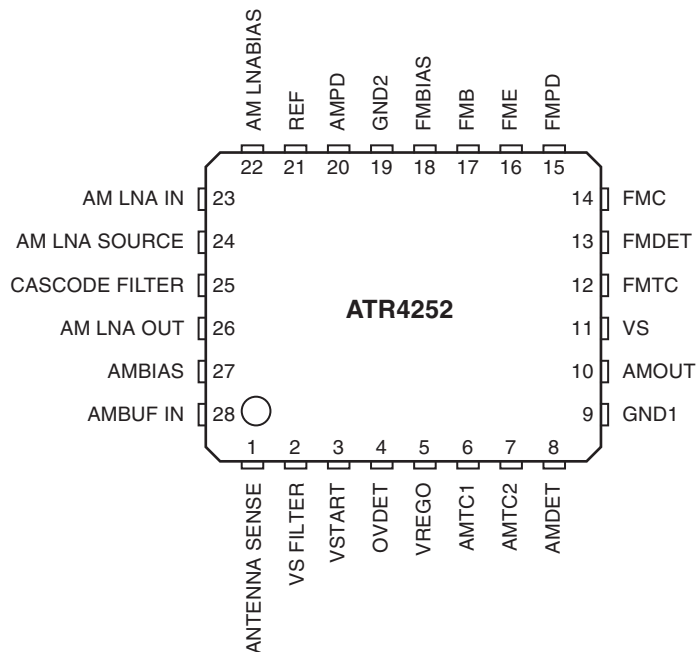 AM LNABIAS
REF
AMPD
GND2
FMBIAS
FMB
FME
FMPD
22 21 20 19 18 17 16 15
AM LNA IN 23
14 FMC
AM LNA SOURCE 24
13 FMDET
CASCODE FILTER 25
12 FMTC
ATR4252
AM LNA OUT 26
11 VS
AMBIAS 27
10 AMOUT
AMBUF IN 28
9 GND1
1 2 3 4 5 6 7 8
ANTENNA SENSE
VS FILTER
VSTART
OVDET
VREGO
AMTC1
AMTC2
AMDET